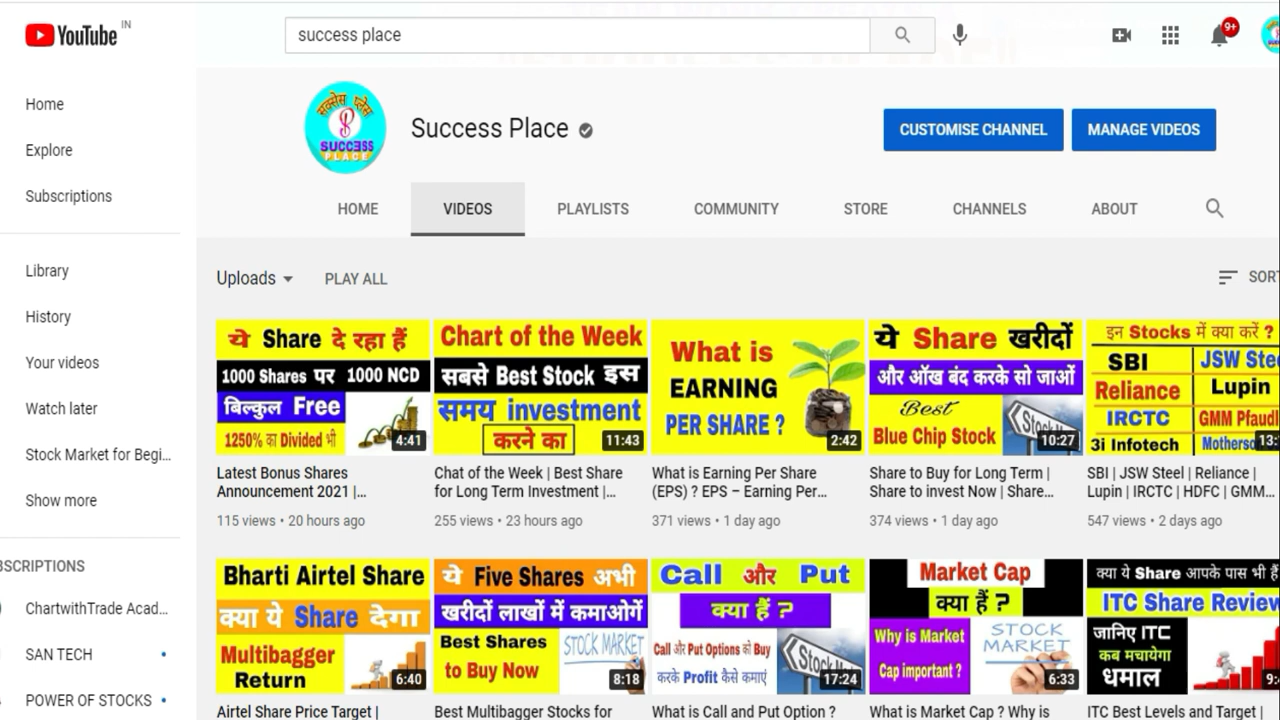 YouTube IN
success place
9+
Home
Explore
Subscriptions
Library
History
Your videos
Watch later
Stock Market for Begi...
Show more
BSCRIPTIONS
ChartwithTrade Acad...
SAN TECH
POWER OF STOCKS
सक्सेस प्लेस
SUCCESS
PLACE
Success Place
CUSTOMISE CHANNEL
MANAGE VIDEOS
HOME
VIDEOS
PLAYLISTS
COMMUNITY
STORE
CHANNELS
ABOUT
Uploads
PLAY ALL
SORT
ये Share दे रहा हैं
1000 Shares पर 1000 NCD
बिल्कुल Free
1250% का Divided भी
4:41
Latest Bonus Shares
Announcement 2021 |...
115 views • 20 hours ago
Chart of the Week
सबसे Best Stock इस
समय investment
करने का
11:43
Chat of the Week | Best Share
for Long Term Investment |...
255 views • 23 hours ago
What is
EARNING
PER SHARE ?
2:42
What is Earning Per Share
(EPS) ? EPS – Earning Per...
371 views • 1 day ago
ये Share खरीदों
और ऑख बंद करके सो जाओं
Best
Blue Chip Stock
10:27
Share to Buy for Long Term |
Share to invest Now | Share...
374 views • 1 day ago
इन Stocks में क्या करें ?
SBI JSW Stee
Reliance Lupin
IRCTC GMM Pfaudl
3i Infotech Motherso
13:
SBI | JSW Steel | Reliance |
Lupin | IRCTC | HDFC | GMM...
547 views • 2 days ago
Bharti Airtel Share
क्या ये Share देगा
Multibagger
Return
6:40
Airtel Share Price Target |
ये Five Shares अभी
खरीदों लाखों में कमाओगें
Best Shares
to Buy Now
STOCK MARKET
8:18
Best Multibagger Stocks for
Call और Put
क्या हैं ?
Call और Put Options को Buy
करके Profit कैसे कमाएं
Stock
17:24
What is Call and Put Option ?
Market Cap
क्या हैं ?
Why is Market
Cap important ?
STOCK
MARKET
6:33
What is Market Cap ? Why is
क्या ये Share आपके पास भी हैं
ITC Share Review
जानिए ITC
कब मचायेगा
धमाल
9:4
ITC Best Levels and Target |